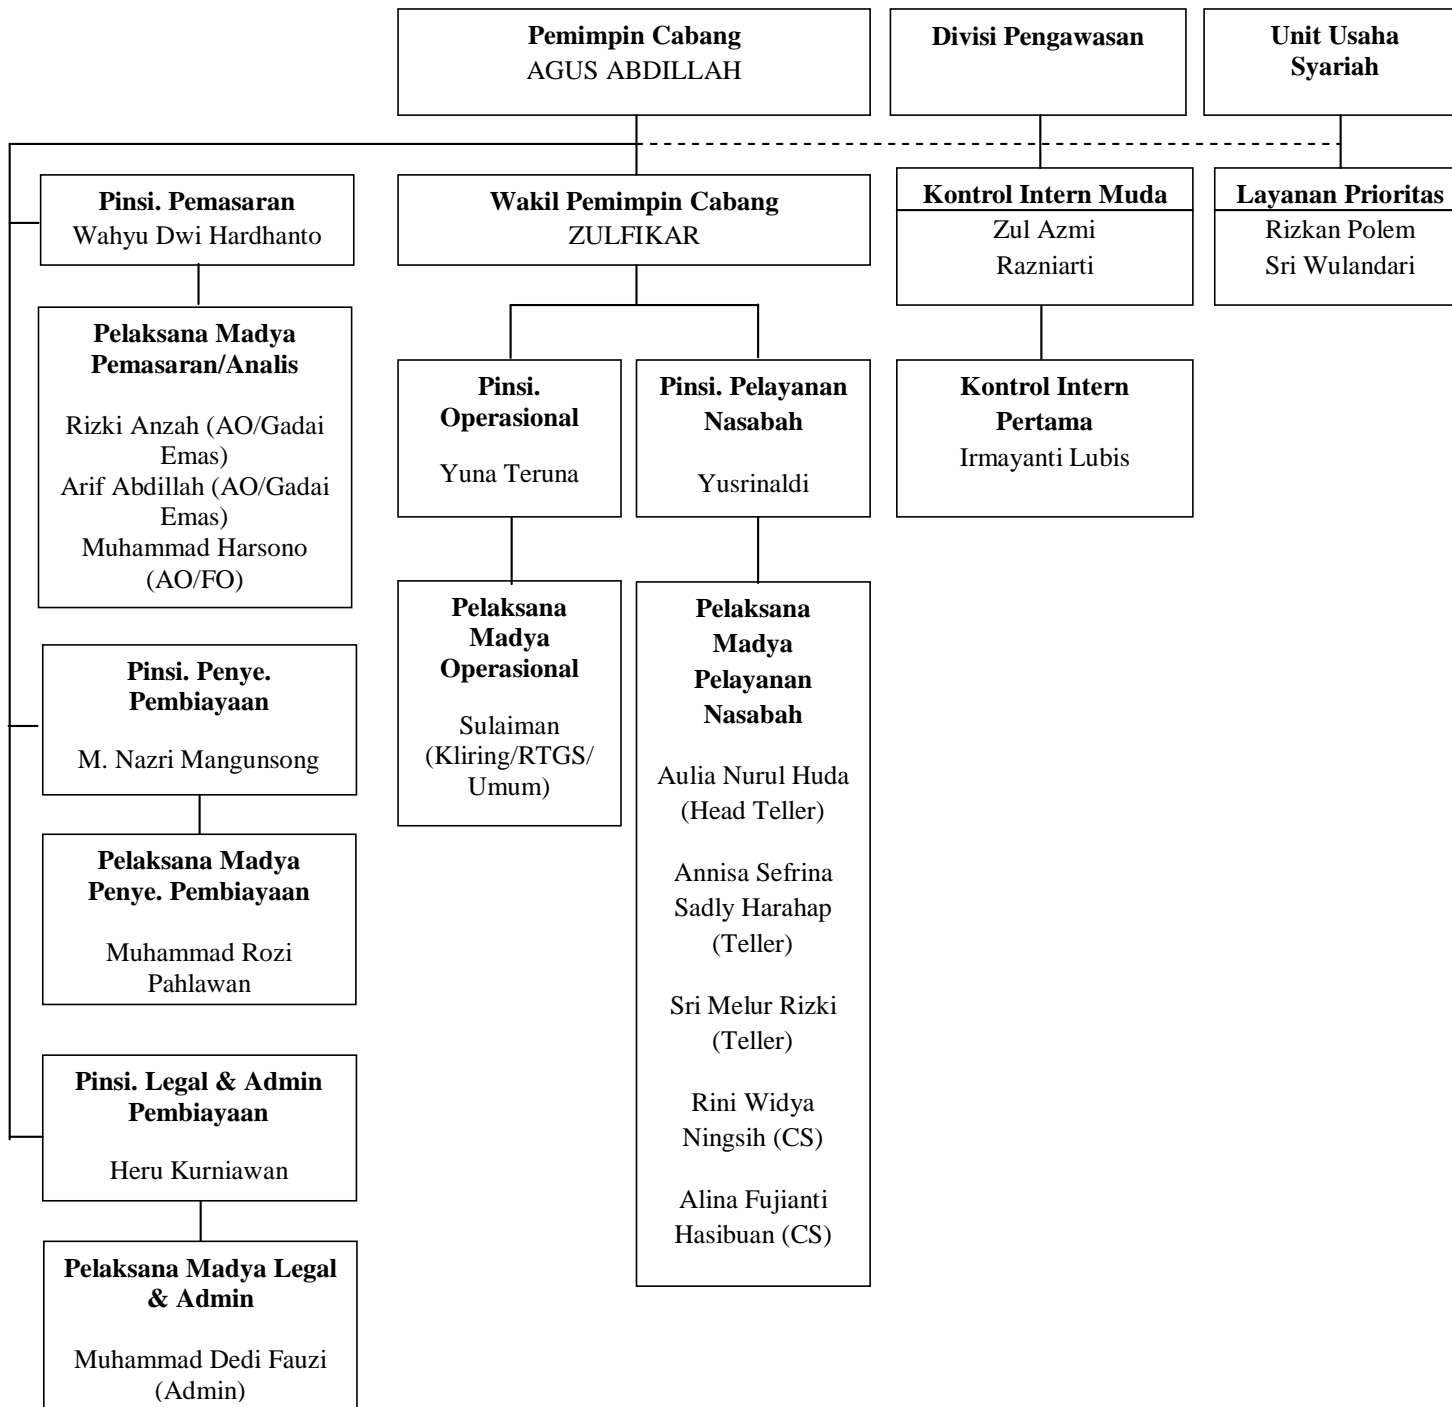 Pemimpin Cabang
AGUS ABDILLAH
Divisi Pengawasan
Unit Usaha
Syariah
Pinsi. Pemasaran
Wahyu Dwi Hardhanto
Wakil Pemimpin Cabang
ZULFIKAR
Kontrol Intern Muda
Zul Azmi
Razniarti
Layanan Prioritas
Rizkan Polem
Sri Wulandari
Pelaksana Madya
Pemasaran/Analis
Rizki Anzah (AO/Gadai
Emas)
Arif Abdillah (AO/Gadai
Emas)
Muhammad Harsono
(AO/FO)
Pinsi.
Operasional
Yuna Teruna
Pinsi. Pelayanan
Nasabah
Yusrinaldi
Kontrol Intern
Pertama
Irmayanti Lubis
Pelaksana
Madya
Operasional
Sulaiman
(Kliring/RTGS/
Umum)
Pelaksana
Madya
Pelayanan
Nasabah
Aulia Nurul Huda
(Head Teller)
Annisa Sefrina
Sadly Harahap
(Teller)
Sri Melur Rizki
(Teller)
Rini Widya
Ningsih (CS)
Alina Fujianti
Hasibuan (CS)
Pinsi. Penye.
Pembiayaan
M. Nazri Mangunsong
Pelaksana Madya
Penye. Pembiayaan
Muhammad Rozi
Pahlawan
Pinsi. Legal & Admin
Pembiayaan
Heru Kurniawan
Pelaksana Madya Legal
& Admin
Muhammad Dedi Fauzi
(Admin)